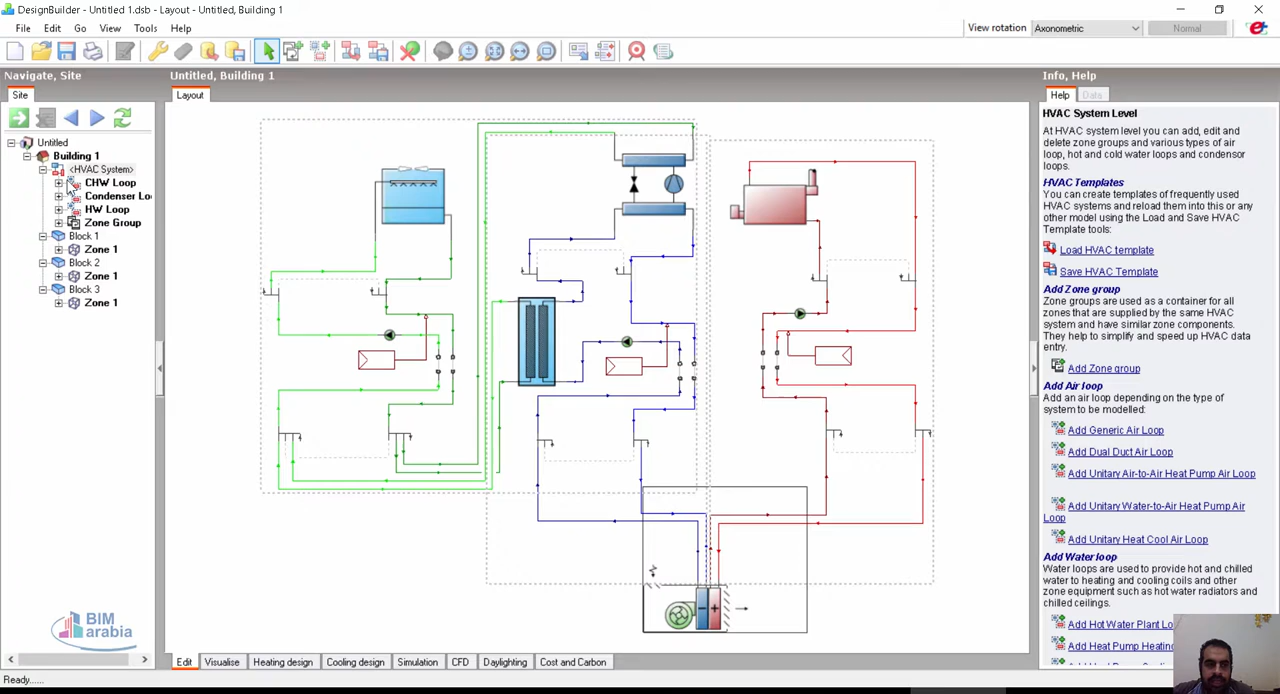 DesignBuilder - Untitled 1.dsb - Layout - Untitled, Building 1
File Edit Go View Tools Help
View rotation Axonometric Normal
Navigate, Site
Untitled, Building 1
Info, Help
Site
Layout
Help Data
Untitled
Building 1
<HVAC System>
CHW Loop
Condenser Lo
HW Loop
Zone Group
Block 1
Zone 1
Block 2
Zone 1
Block 3
Zone 1
BIM
arabia
HVAC System Level
At HVAC system level you can add, edit and
delete zone groups and various types of air
loop, hot and cold water loops and condenser
loops.
HVAC Templates
You can create templates of frequently used
HVAC systems and reload them into this or any
other model using the Load and Save HVAC
Template tools:
Load HVAC template
Save HVAC Template
Add Zone group
Zone groups are used as a container for all
zones that are supplied by the same HVAC
system and have similar zone components.
They help to simplify and speed up HVAC data
entry.
Add Zone group
Add Air loop
Add an air loop depending on the type of
system to be modelled:
Add Generic Air Loop
Add Dual Duct Air Loop
Add Unitary Air-to-Air Heat Pump Air Loop
Add Unitary Water-to-Air Heat Pump Air
Loop
Add Unitary Heat Cool Air Loop
Add Water loop
Water loops are used to provide hot and chilled
water to heating and cooling coils and other
zone equipment such as hot water radiators and
chilled ceilings.
Add Hot Water Plant Lo
Add Heat Pump Heating
Edit Visualise Heating design Cooling design Simulation CFD Daylighting Cost and Carbon
Ready.....